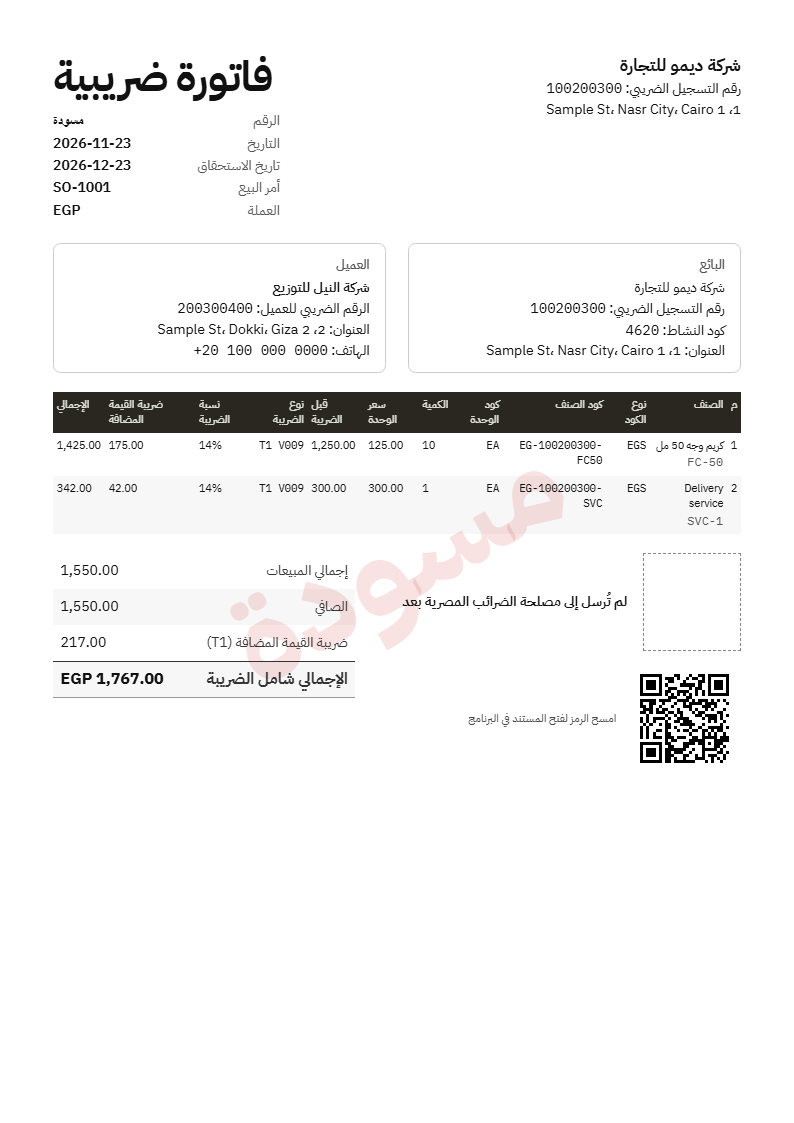 شركة ديمو للتجارة
رقم التسجيل الضريبي: 100200300
1، 1 Sample St، Nasr City، Cairo
فاتورة ضريبية
الرقم مسودة
التاريخ 2026-11-23
تاريخ الاستحقاق 2026-12-23
أمر البيع SO-1001
العملة EGP
البائع
شركة ديمو للتجارة
رقم التسجيل الضريبي: 100200300
كود النشاط: 4620
العنوان: 1، 1 Sample St، Nasr City، Cairo
العميل
شركة النيل للتوزيع
الرقم الضريبي للعميل: 200300400
العنوان: 2، 2 Sample St، Dokki، Giza
الهاتف: +20 100 000 0000
م الصنف نوع الكود كود الصنف كود الوحدة الكمية سعر الوحدة قبل الضريبة نوع الضريبة نسبة الضريبة ضريبة القيمة المضافة الإجمالي
1 كريم وجه 50 مل EGS EG-100200300-FC50 EA 10 125.00 1,250.00 T1 V009 14% 175.00 1,425.00
FC-50
2 Delivery service EGS EG-100200300-SVC EA 1 300.00 300.00 T1 V009 14% 42.00 342.00
SVC-1
مسودة
لم تُرسل إلى مصلحة الضرائب المصرية بعد
امسح الرمز لفتح المستند في البرنامج
إجمالي المبيعات 1,550.00
الصافي 1,550.00
ضريبة القيمة المضافة (T1) 217.00
الإجمالي شامل الضريبة EGP 1,767.00